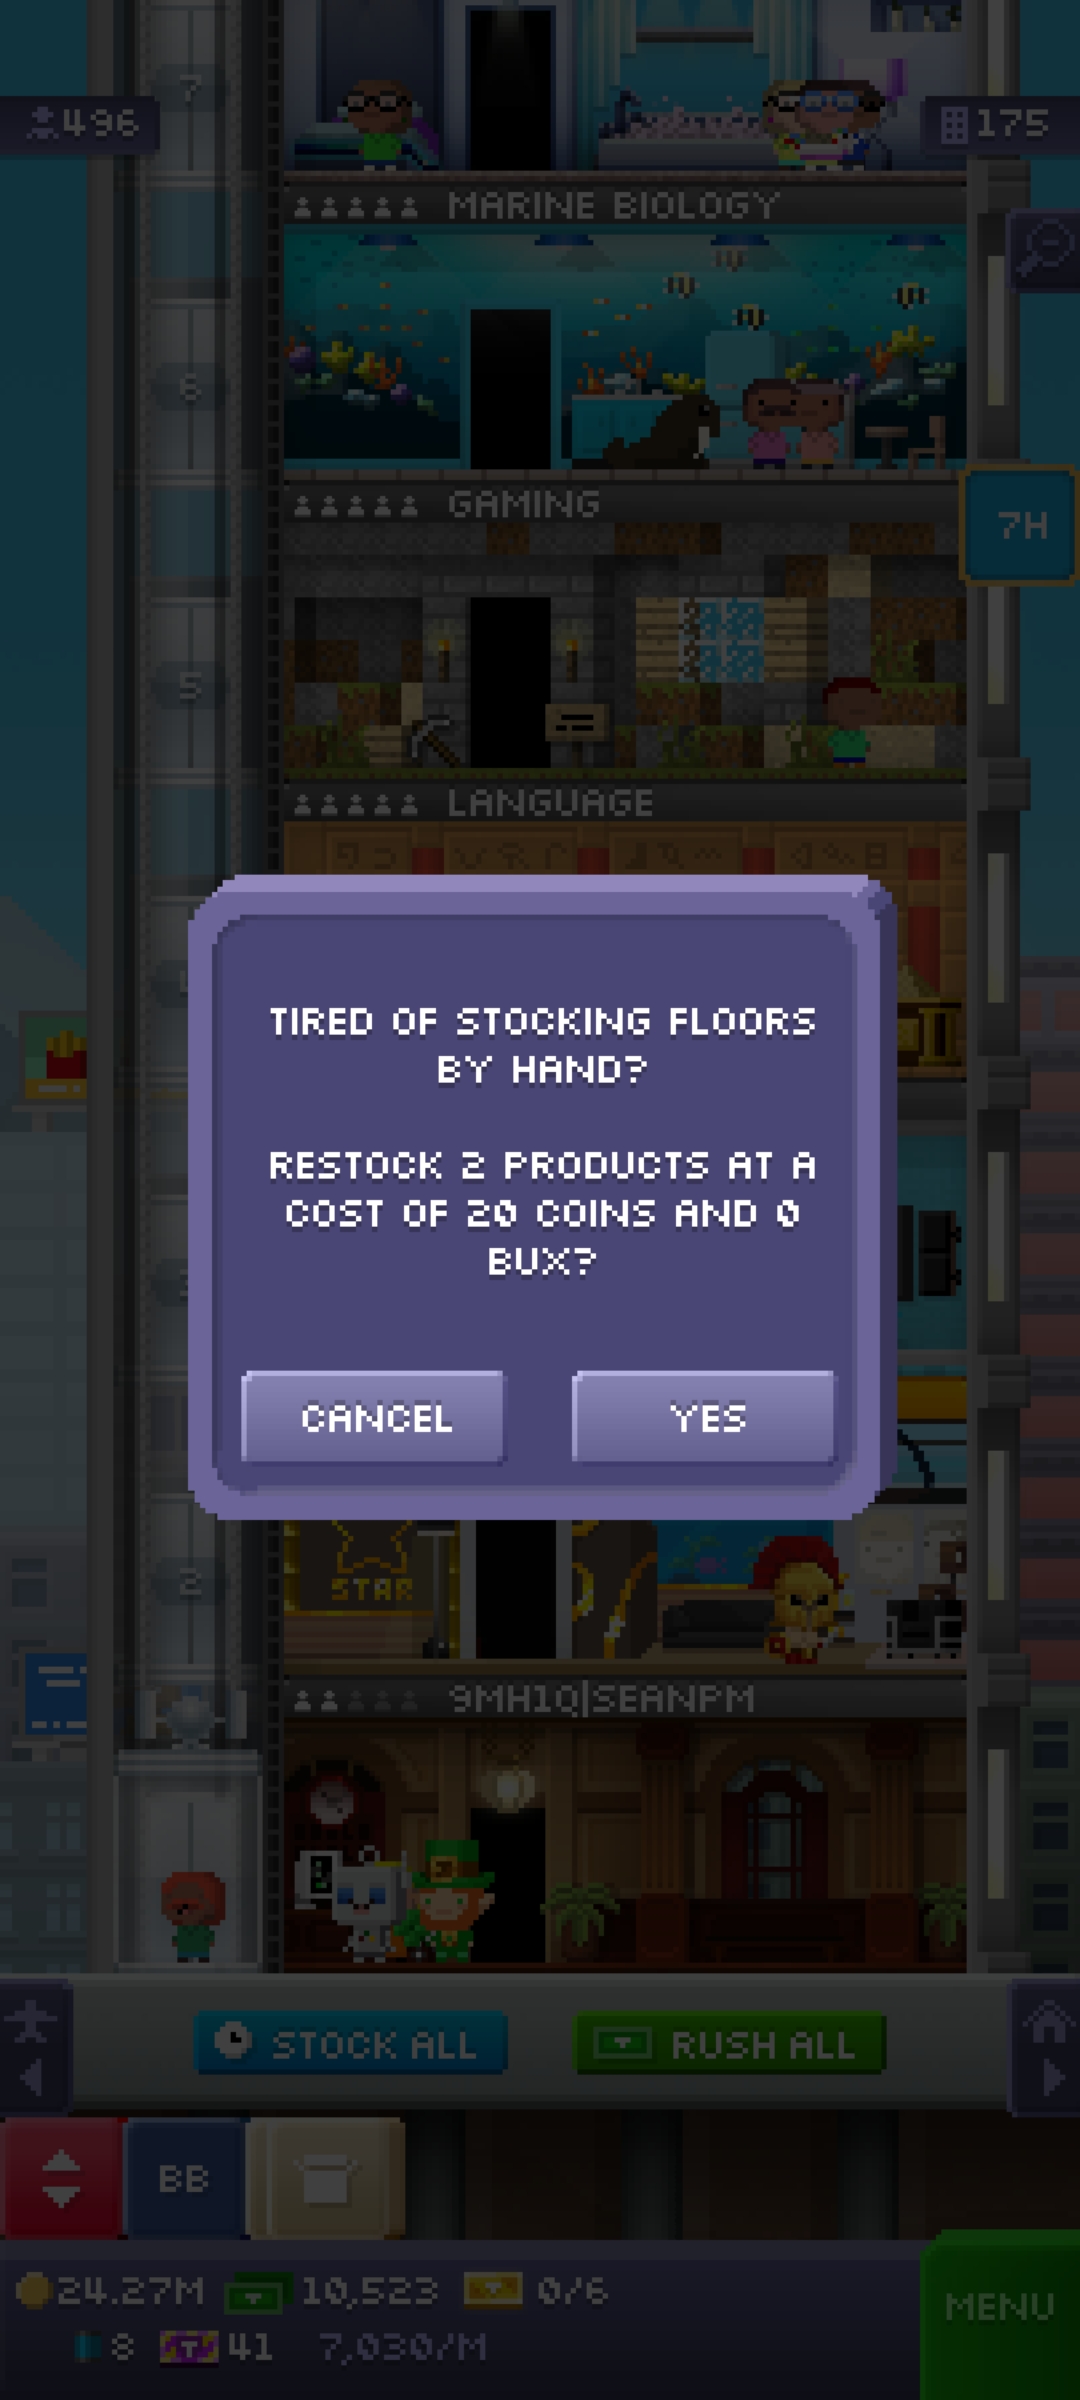 7
496
175
MARINE BIOLOGY
6
GAMING
7H
5
LANGUAGE
TIRED OF STOCKING FLOORS
BY HAND?
RESTOCK 2 PRODUCTS AT A
COST OF 20 COINS AND 0
BUX?
CANCEL
YES
STAR
2
9MH1Q|SEANPM
STOCK ALL
RUSH ALL
BB
24.27M
10,523
0/6
MENU
8
41
7,030/M